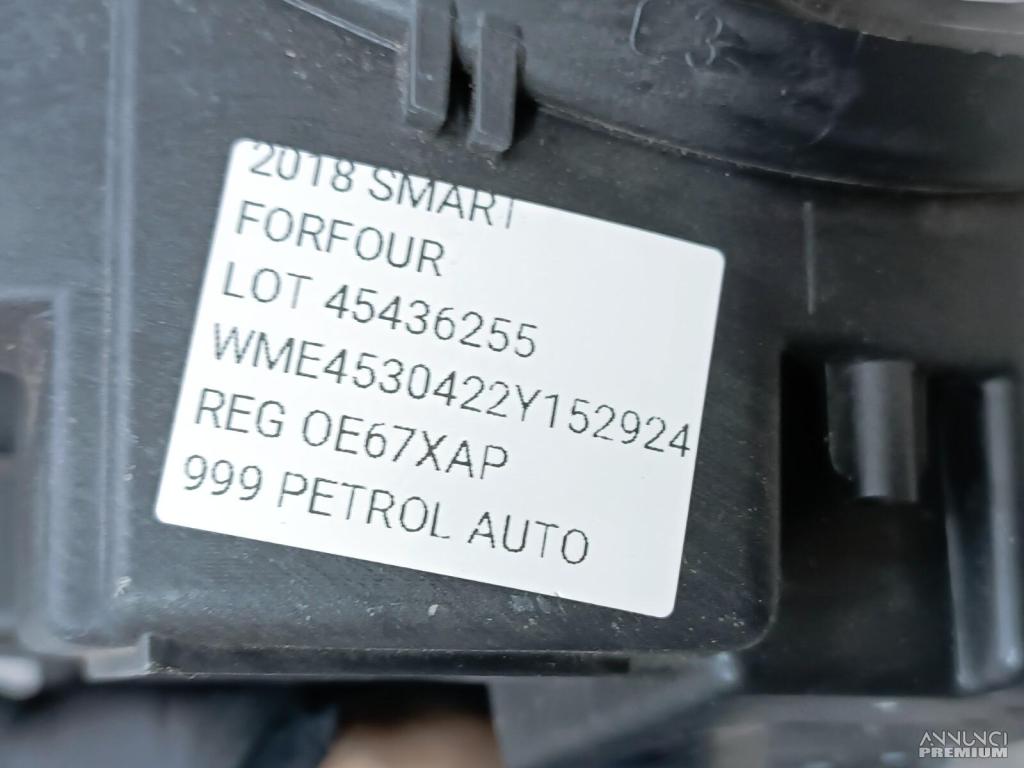 2018 SMART
FORFOUR
LOT 45436255
WME4530422Y152924
REG OE67XAP
999 PETROL AUTO
ANNUNCI
PREMIUM